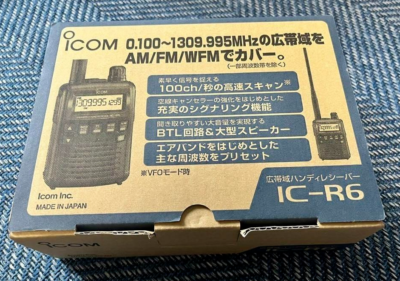 ICOM
0.100～1309.995MHzの広帯域を
AM/FM/WFMでカバー。
(一部周波数帯を除く)
素早く信号を捉える
100ch/秒の高速スキャン※
空線キャンセラーの強化をはじめとした
充実のシグナリング機能
聞き取りやすい大音量を実現する
BTL回路&大型スピーカー
エアバンドをはじめとした
主な周波数をプリセット
※VFOモード時
Icom Inc.
MADE IN JAPAN
広帯域ハンディレシーバー
IC-R6
ICOM